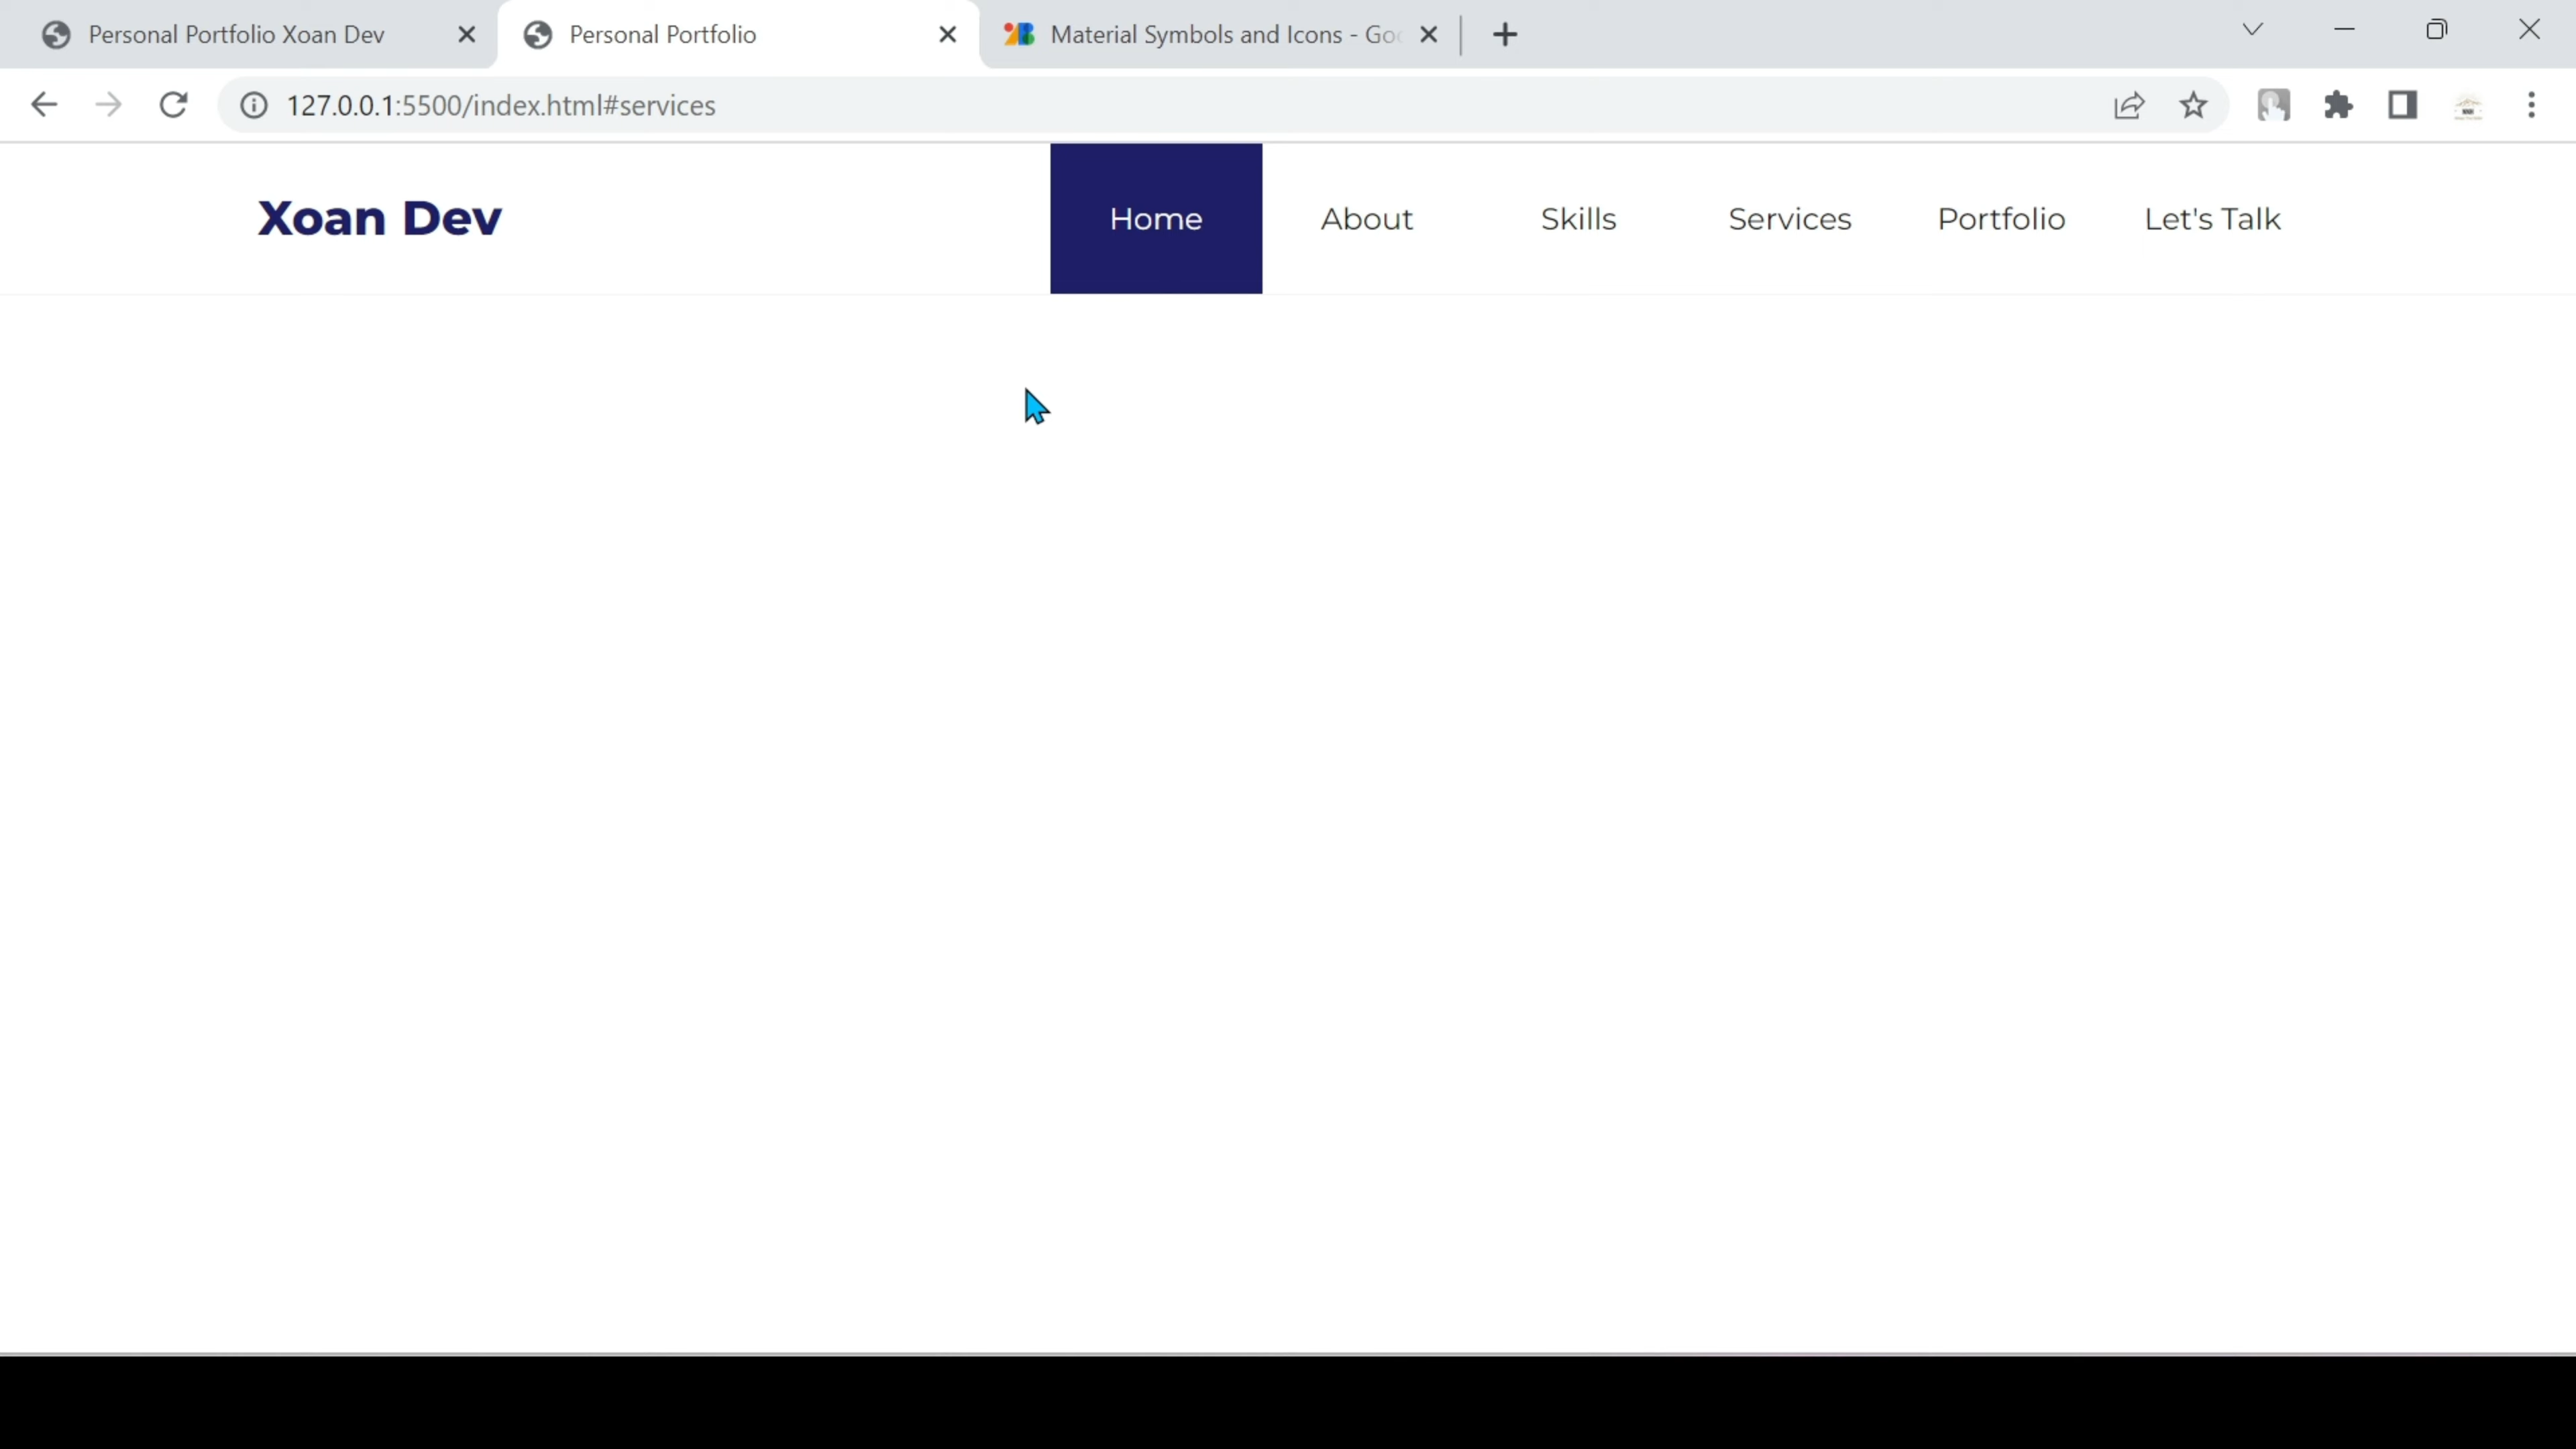 Personal Portfolio Xoan Dev
Personal Portfolio
Material Symbols and Icons - Goo
127.0.0.1:5500/index.html#services
Xoan Dev
Home
About
Skills
Services
Portfolio
Let's Talk